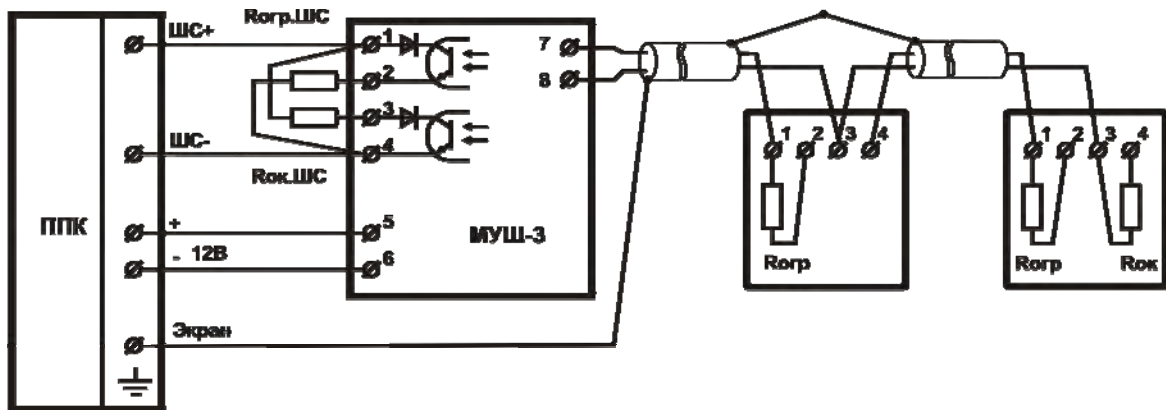 ППК
ШС+
ШС-
+
- 12В
Экран
Rогр.ШС
Rок.ШС
1
2
3
4
5
6
7
8
МУШ-3
1 2 3 4
Rогр
1 2 3 4
Rогр Rок